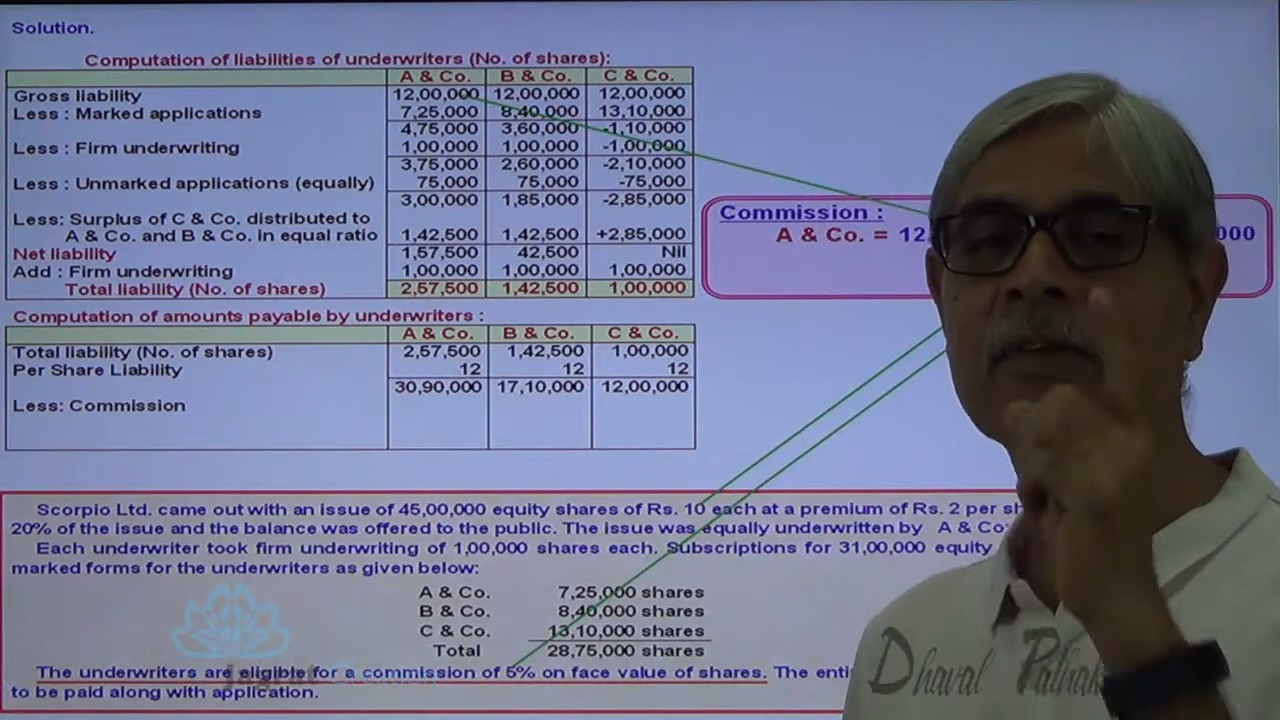 Solution.
Computation of liabilities of underwriters (No. of shares):
A & Co. B & Co. C & Co.
Gross liability 12,00,000 12,00,000 12,00,000
Less : Marked applications 7,25,000 8,40,000 13,10,000
4,75,000 3,60,000 -1,10,000
Less : Firm underwriting 1,00,000 1,00,000 -1,00,000
3,75,000 2,60,000 -2,10,000
Less : Unmarked applications (equally) 75,000 75,000 -75,000
3,00,000 1,85,000 -2,85,000
Less: Surplus of C & Co. distributed to
A & Co. and B & Co. in equal ratio 1,42,500 1,42,500 +2,85,000
Net liability 1,57,500 42,500 Nil
Add : Firm underwriting 1,00,000 1,00,000 1,00,000
Total liability (No. of shares) 2,57,500 1,42,500 1,00,000
Commission :
A & Co. = 12 000
Computation of amounts payable by underwriters :
A & Co. B & Co. C & Co.
Total liability (No. of shares) 2,57,500 1,42,500 1,00,000
Per Share Liability 12 12 12
30,90,000 17,10,000 12,00,000
Less: Commission
Scorpio Ltd. came out with an issue of 45,00,000 equity shares of Rs. 10 each at a premium of Rs. 2 per
20% of the issue and the balance was offered to the public. The issue was equally underwritten by A & Co
Each underwriter took firm underwriting of 1,00,000 shares each. Subscriptions for 31,00,000 equity
marked forms for the underwriters as given below:
A & Co. 7,25,000 shares
B & Co. 8,40,000 shares
C & Co. 13,10,000 shares
Total 28,75,000 shares
The underwriters are eligible for a commission of 5% on face value of shares. The
to be paid along with application.
Dhaval